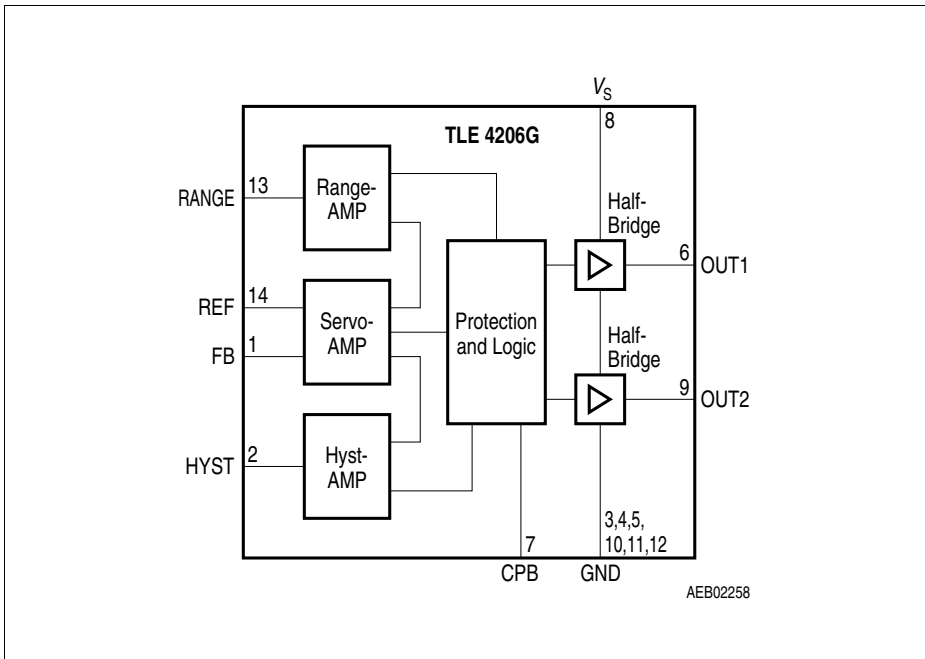 V_S
8
TLE 4206G
RANGE
13
Range-
AMP
Half-
Bridge
6
OUT1
REF
14
FB
1
Servo-
AMP
Protection
and Logic
Half-
Bridge
9
OUT2
HYST
2
Hyst-
AMP
3,4,5,
10,11,12
7
CPB
GND
AEB02258